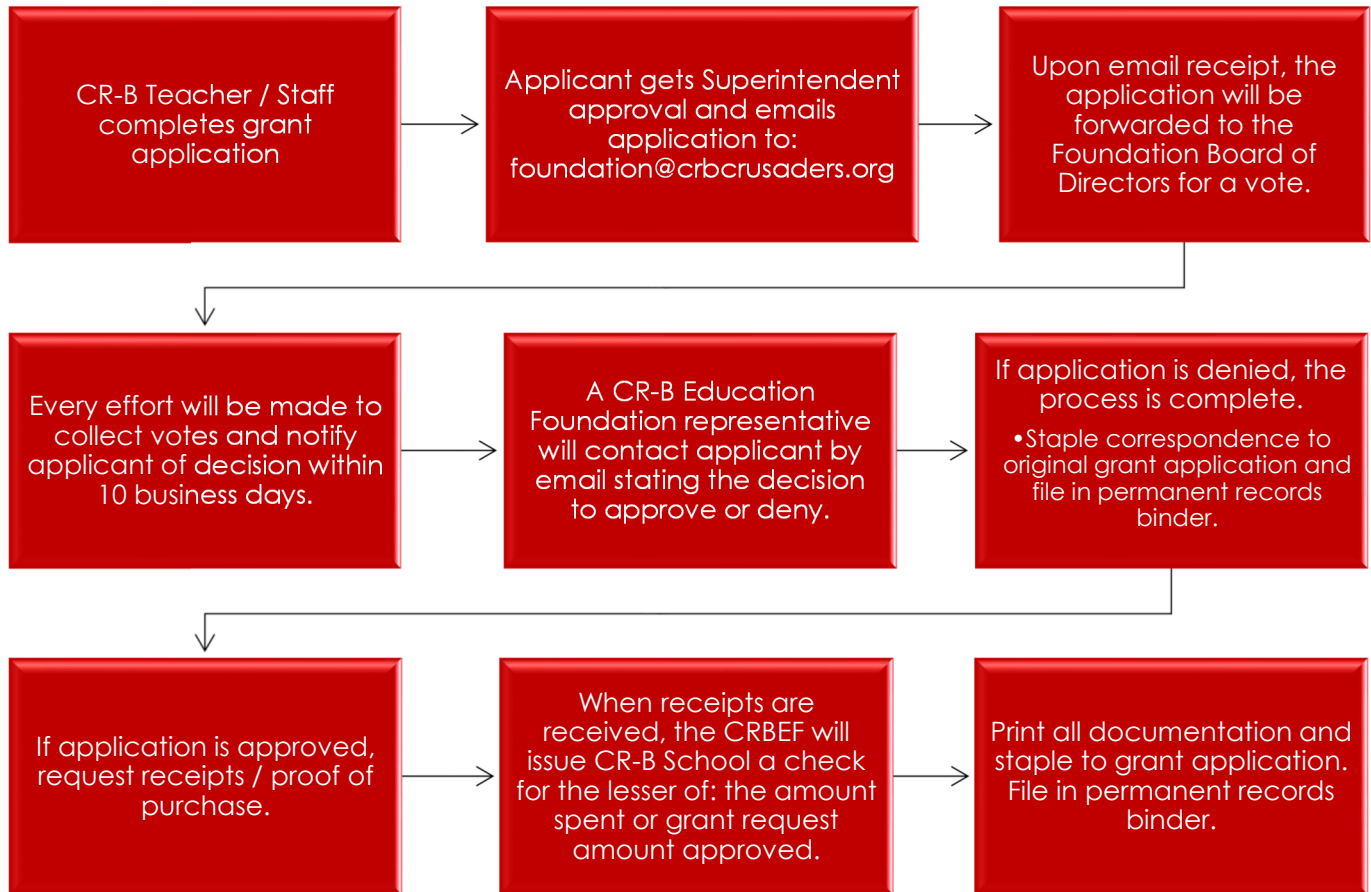 CR-B Teacher / Staff
completes grant
application
Applicant gets Superintendent
approval and emails
application to:
foundation@crbcrusaders.org
Upon email receipt, the
application will be
forwarded to the
Foundation Board of
Directors for a vote.
Every effort will be made to
collect votes and notify
applicant of decision within
10 business days.
A CR-B Education
Foundation representative
will contact applicant by
email stating the decision
to approve or deny.
If application is denied, the
process is complete.
•Staple correspondence to
original grant application and
file in permanent records
binder.
If application is approved,
request receipts / proof of
purchase.
When receipts are
received, the CRBEF will
issue CR-B School a check
for the lesser of: the amount
spent or grant request
amount approved.
Print all documentation and
staple to grant application.
File in permanent records
binder.